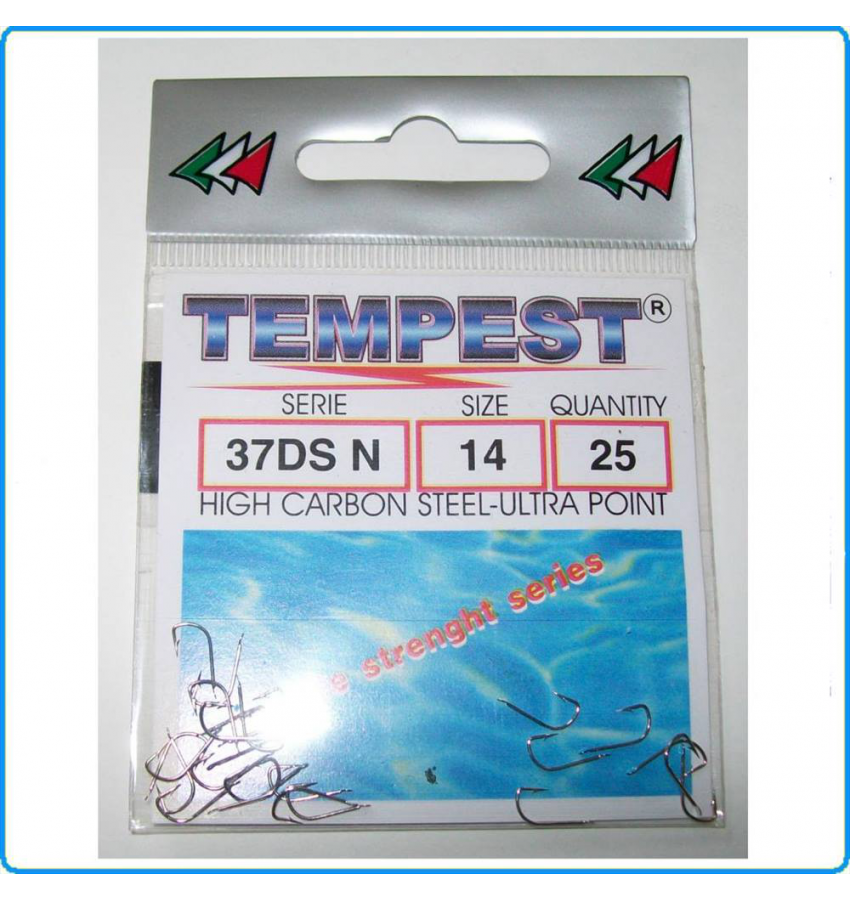 TEMPEST®
SERIE SIZE QUANTITY
37DS N 14 25
HIGH CARBON STEEL-ULTRA POINT
strenght series